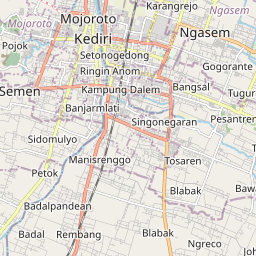 Mojoroto
Karangrejo
Ngasem
Mojoroto
Ngasem
Pojok
Kediri
Setonogedong
Gogorante
Ringin Anom
Semen
Kampung Dalem
Bangsal
Tugur
Banjarmlati
Singonegaran
Pesantren
Sidomulyo
Manisrenggo
Tosaren
Petok
Blabak
Badalpandean
Badal
Rembang
Blabak
Ngreco